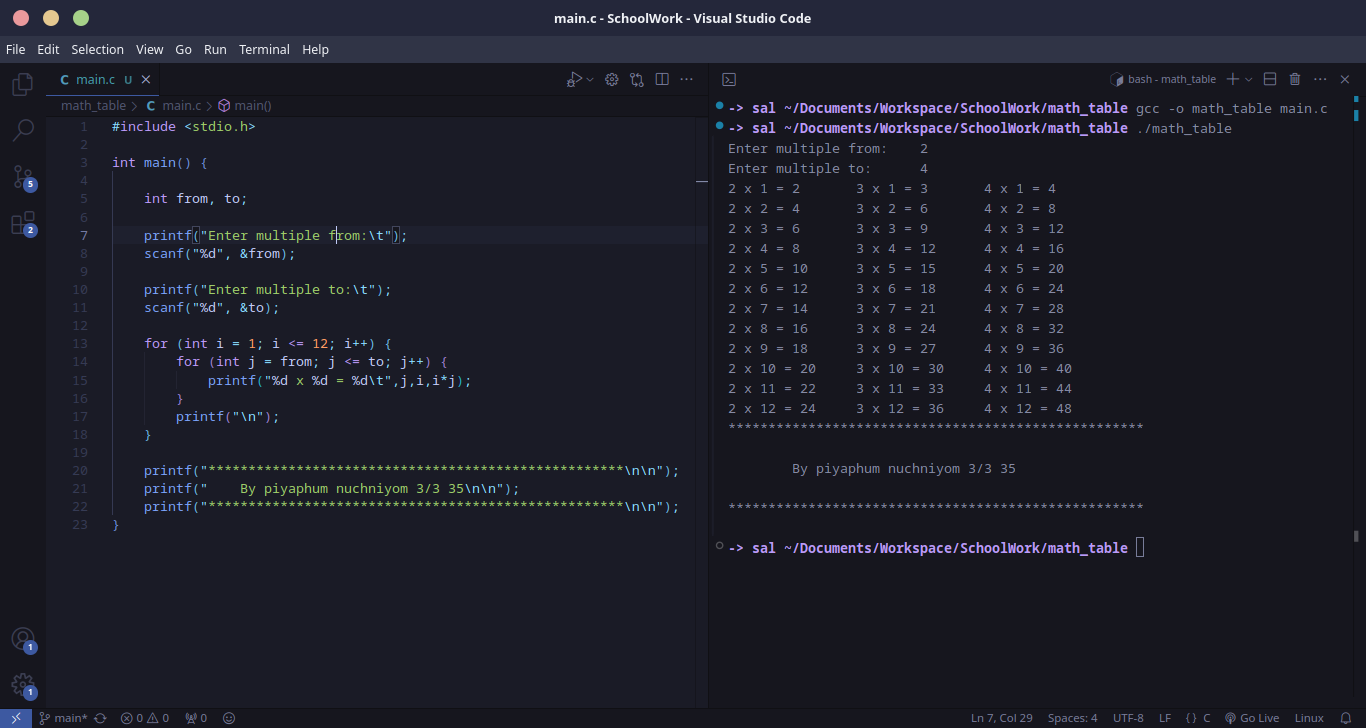 main.c - SchoolWork - Visual Studio Code
File Edit Selection View Go Run Terminal Help
C main.c U
math_table > C main.c > main()
1 #include <stdio.h>
2
3 int main() {
4
5     int from, to;
6
7     printf("Enter multiple from:\t");
8     scanf("%d", &from);
9
10     printf("Enter multiple to:\t");
11     scanf("%d", &to);
12
13     for (int i = 1; i <= 12; i++) {
14         for (int j = from; j <= to; j++) {
15             printf("%d x %d = %d\t",j,i,i*j);
16         }
17         printf("\n");
18     }
19
20     printf("****************************************************\n\n");
21     printf("    By piyaphum nuchniyom 3/3 35\n\n");
22     printf("****************************************************\n\n");
23 }
bash - math_table
-> sal ~/Documents/Workspace/SchoolWork/math_table gcc -o math_table main.c
-> sal ~/Documents/Workspace/SchoolWork/math_table ./math_table
Enter multiple from:    2
Enter multiple to:      4
2 x 1 = 2       3 x 1 = 3       4 x 1 = 4
2 x 2 = 4       3 x 2 = 6       4 x 2 = 8
2 x 3 = 6       3 x 3 = 9       4 x 3 = 12
2 x 4 = 8       3 x 4 = 12      4 x 4 = 16
2 x 5 = 10      3 x 5 = 15      4 x 5 = 20
2 x 6 = 12      3 x 6 = 18      4 x 6 = 24
2 x 7 = 14      3 x 7 = 21      4 x 7 = 28
2 x 8 = 16      3 x 8 = 24      4 x 8 = 32
2 x 9 = 18      3 x 9 = 27      4 x 9 = 36
2 x 10 = 20     3 x 10 = 30     4 x 10 = 40
2 x 11 = 22     3 x 11 = 33     4 x 11 = 44
2 x 12 = 24     3 x 12 = 36     4 x 12 = 48
****************************************************
By piyaphum nuchniyom 3/3 35
****************************************************
-> sal ~/Documents/Workspace/SchoolWork/math_table
5
2
1
1
main* 0 0 0 Ln 7, Col 29 Spaces: 4 UTF-8 LF {} C Go Live Linux